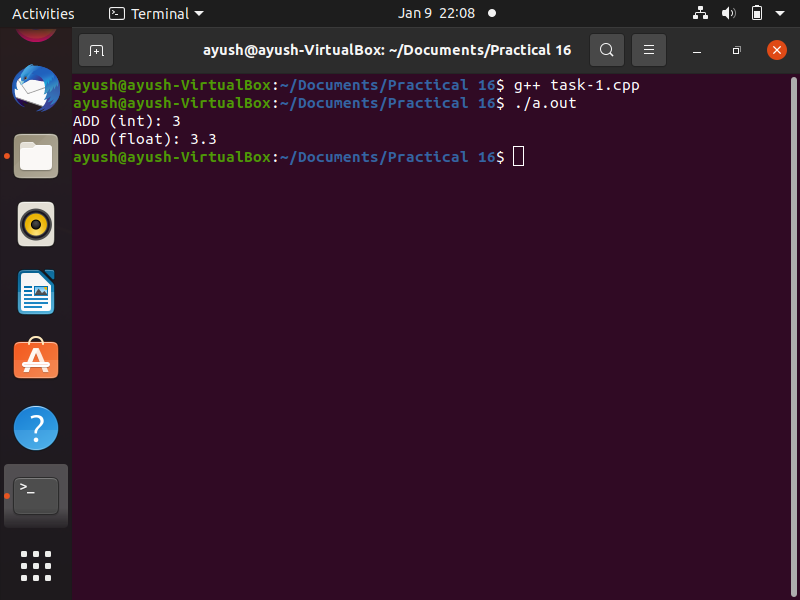 Activities Terminal Jan 9 22:08
ayush@ayush-VirtualBox: ~/Documents/Practical 16
ayush@ayush-VirtualBox:~/Documents/Practical 16$ g++ task-1.cpp
ayush@ayush-VirtualBox:~/Documents/Practical 16$ ./a.out
ADD (int): 3
ADD (float): 3.3
ayush@ayush-VirtualBox:~/Documents/Practical 16$